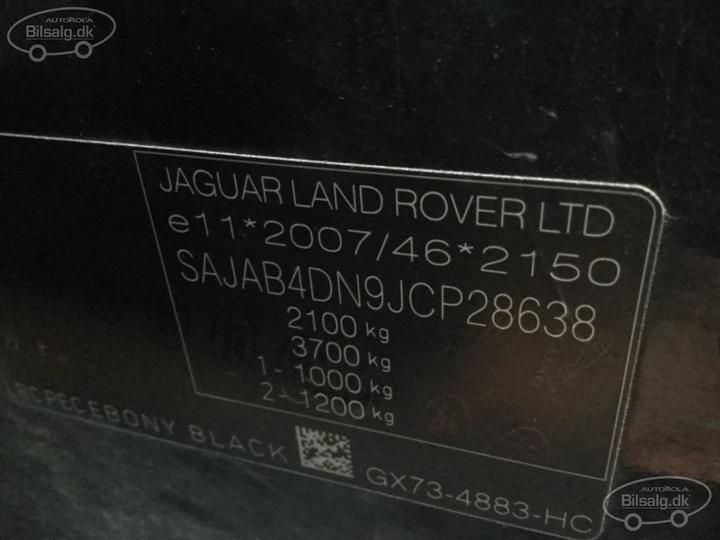 AUTOROLA
Bilsalg.dk
JAGUAR LAND ROVER LTD
e11*2007/46*2150
SAJAB4DN9JCP28638
2100 kg
3700 kg
1 - 1000 kg
2 - 1200 kg
EBONY BLACK
GX73-4883-HC
AUTOROLA
Bilsalg.dk